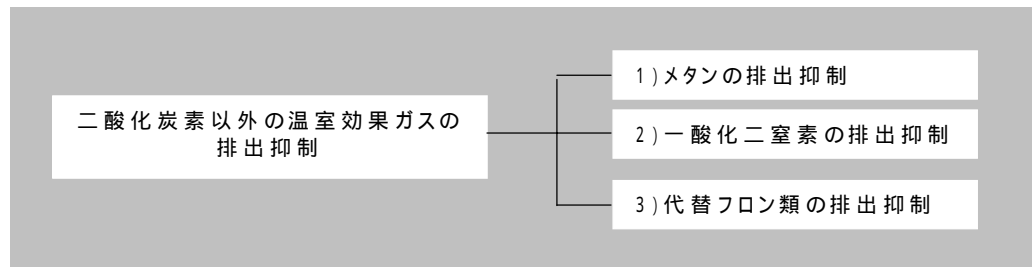 二酸化炭素以外の温室効果ガスの
排出抑制
1)メタンの排出抑制
2)一酸化二窒素の排出抑制
3)代替フロン類の排出抑制